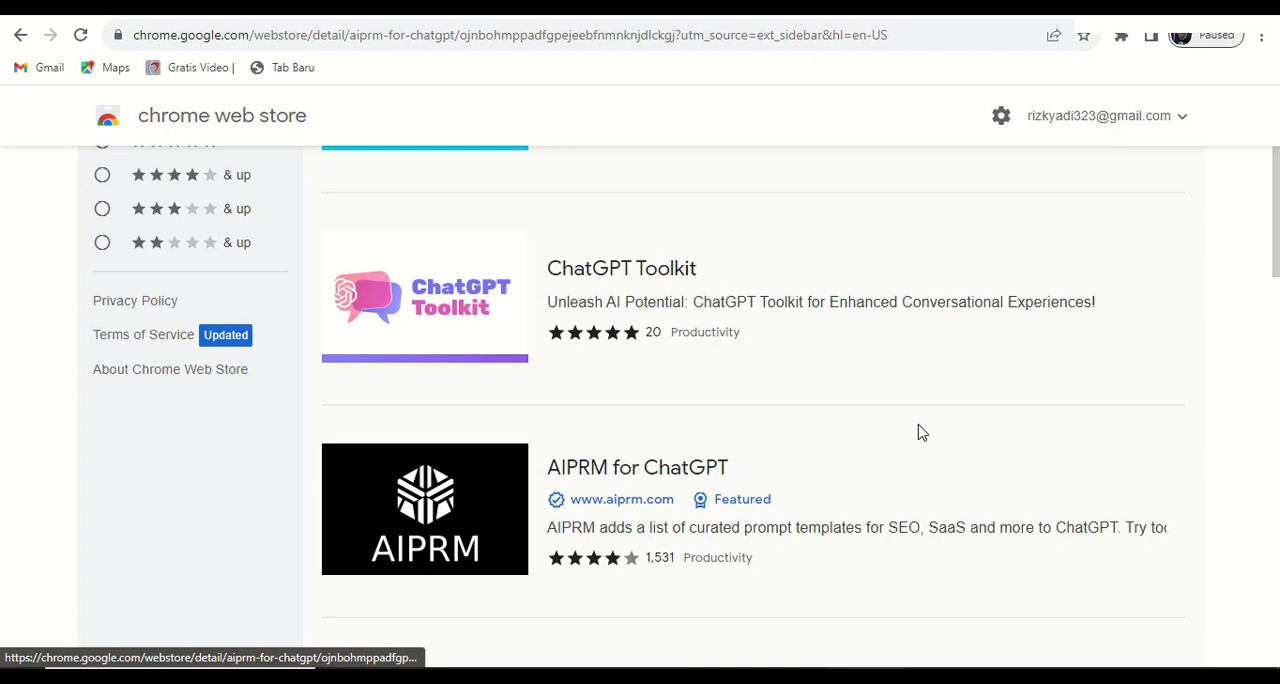 chrome.google.com/webstore/detail/aiprm-for-chatgpt/ojnbohmppadfgpejeebfnmnknjdlckgj?utm_source=ext_sidebar&hl=en-US
Paused
Gmail
Maps
Gratis Video |
Tab Baru
chrome web store
rizkyadi323@gmail.com
& up
& up
& up
Privacy Policy
Terms of Service Updated
About Chrome Web Store
ChatGPT
Toolkit
ChatGPT Toolkit
Unleash AI Potential: ChatGPT Toolkit for Enhanced Conversational Experiences!
20 Productivity
AIPRM
AIPRM for ChatGPT
www.aiprm.com Featured
AIPRM adds a list of curated prompt templates for SEO, SaaS and more to ChatGPT. Try too
1,531 Productivity
https://chrome.google.com/webstore/detail/aiprm-for-chatgpt/ojnbohmppadfgp...